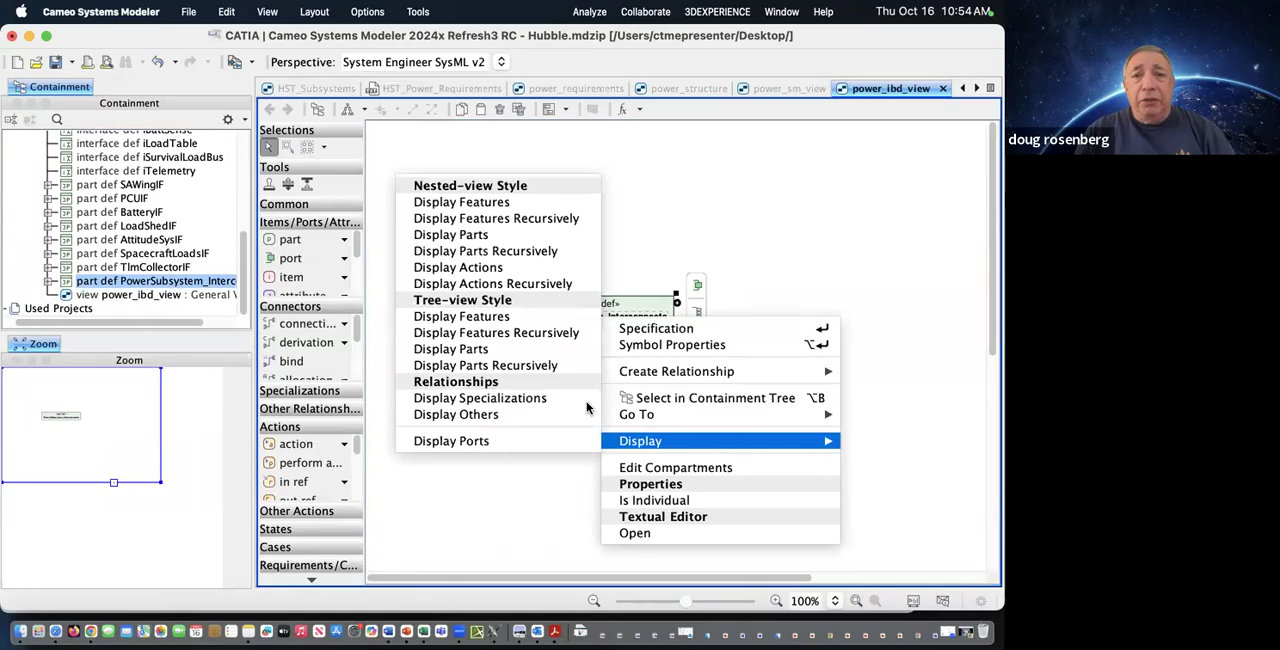 Cameo Systems Modeler File Edit View Layout Options Tools Analyze Collaborate 3DEXPERIENCE Window Help Thu Oct 16 10:54 AM
CATIA | Cameo Systems Modeler 2024x Refresh3 RC - Hubble.mdzip [/Users/ctmepresenter/Desktop/]
Perspective: System Engineer SysML v2
Containment
HST_Subsystems HST_Power_Requirements power_requirements power_structure power_sm_view power_ibd_view
Containment
interface def iBattSense
interface def iLoadTable
interface def iSurvivalLoadBus
interface def iTelemetry
part def SAWingIF
part def PCUIF
part def BatteryIF
part def LoadShedIF
part def AttitudeSysIF
part def SpacecraftLoadsIF
part def TlmCollectorIF
part def PowerSubsystem_Interc
view power_ibd_view : General V
Used Projects
Zoom
Zoom
Selections
Tools
Common
Items/Ports/Attr...
part
port
item
Connectors
connecti...
derivation
bind
Specializations
Other Relationsh...
Actions
action
perform a...
in ref
out ref
Other Actions
States
Cases
Requirements/C...
Nested-view Style
Display Features
Display Features Recursively
Display Parts
Display Parts Recursively
Display Actions
Display Actions Recursively
Tree-view Style
Display Features
Display Features Recursively
Display Parts
Display Parts Recursively
Relationships
Display Specializations
Display Others
Display Ports
def»
Specification
Symbol Properties
Create Relationship
Select in Containment Tree ⌥B
Go To
Display
Edit Compartments
Properties
Is Individual
Textual Editor
Open
100%
doug rosenberg